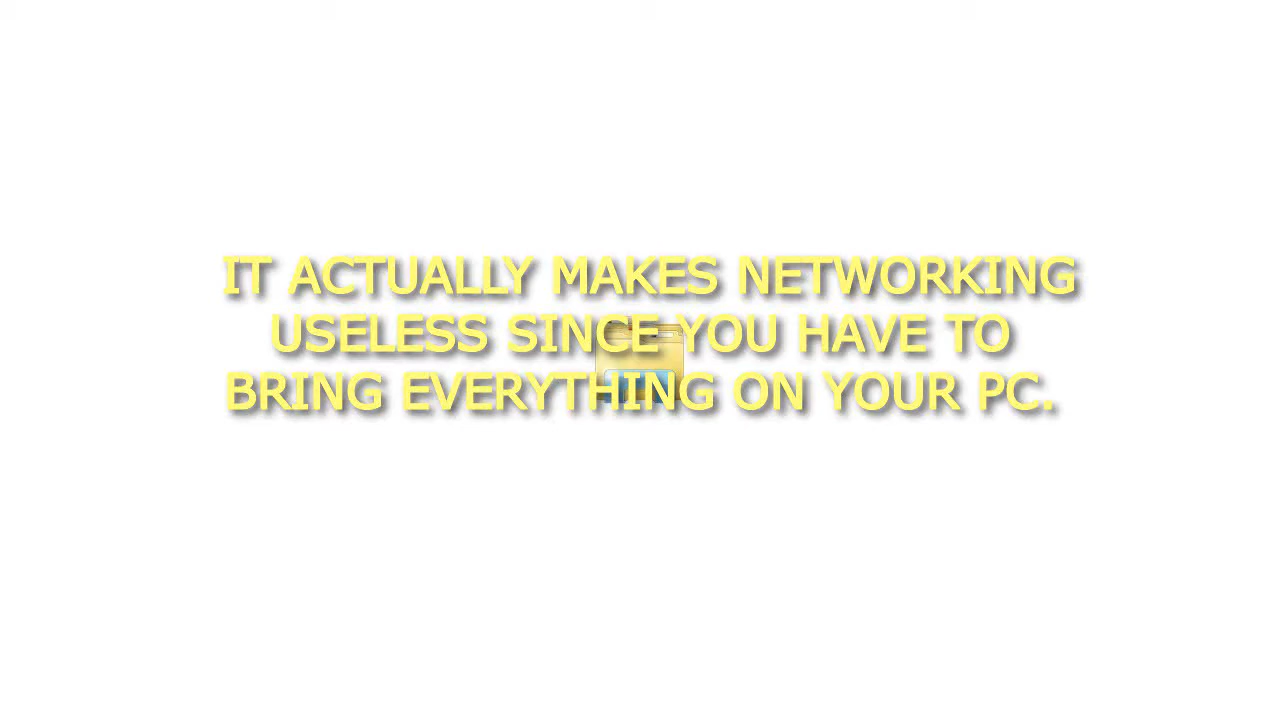 IT ACTUALLY MAKES NETWORKING
USELESS SINCE YOU HAVE TO
BRING EVERYTHING ON YOUR PC.